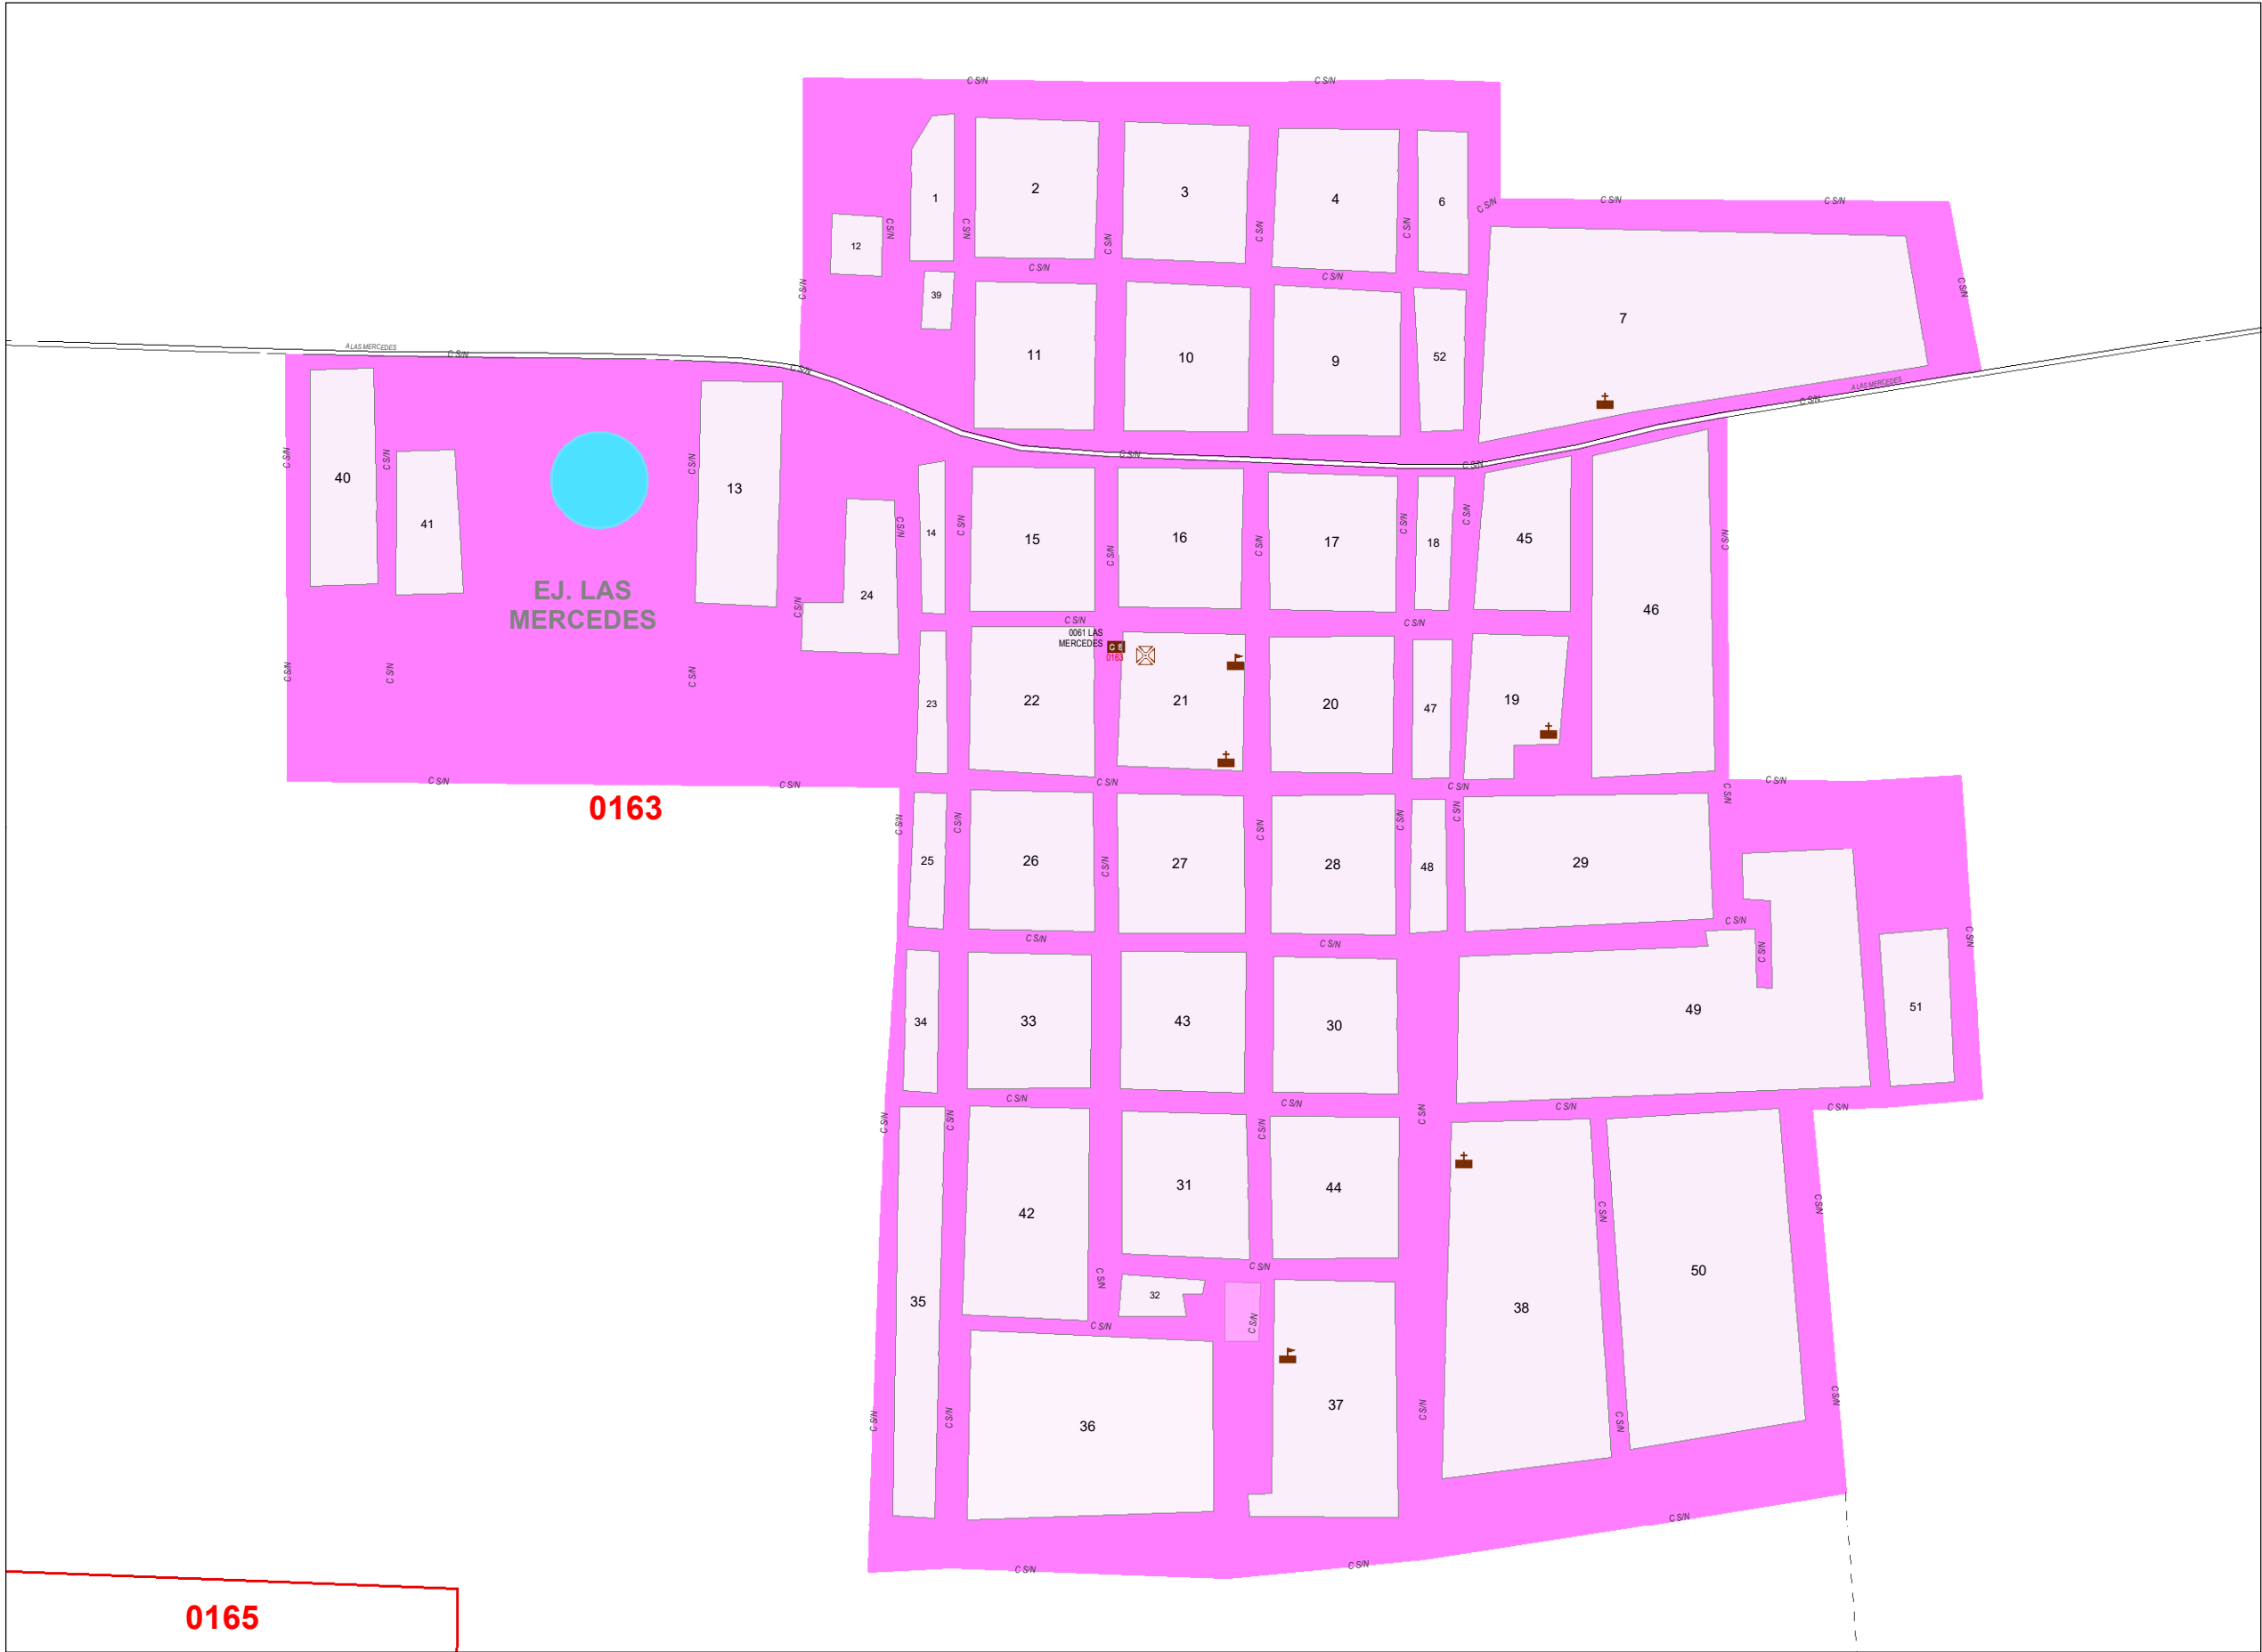 C S/N
C S/N
1
2
3
4
6
C S/N
C S/N
C S/N
12
C S/N
C S/N
C S/N
C S/N
C S/N
C S/N
C S/N
C S/N
C S/N
39
7
A LAS MERCEDES
C S/N
C S/N
11
10
9
52
A LAS MERCEDES
C S/N
C S/N
C S/N
C S/N
C S/N
C S/N
40
13
41
C S/N
14
C S/N
15
C S/N
16
C S/N
17
C S/N
18
C S/N
45
C S/N
EJ. LAS
MERCEDES
24
C S/N
46
C S/N
C S/N
0061 LAS
MERCEDES
C
0163
C S/N
C S/N
C S/N
23
22
21
20
47
19
C S/N
C S/N
C S/N
C S/N
C S/N
C S/N
0163
C S/N
C S/N
C S/N
C S/N
C S/N
C S/N
25
26
27
28
48
29
C S/N
C S/N
C S/N
C S/N
C S/N
34
33
43
30
49
51
C S/N
C S/N
C S/N
C S/N
C S/N
C S/N
C S/N
C S/N
42
31
44
C S/N
C S/N
35
C S/N
C S/N
32
C S/N
C S/N
38
50
36
37
C S/N
C S/N
C S/N
C S/N
C S/N
C S/N
C S/N
C S/N
0165